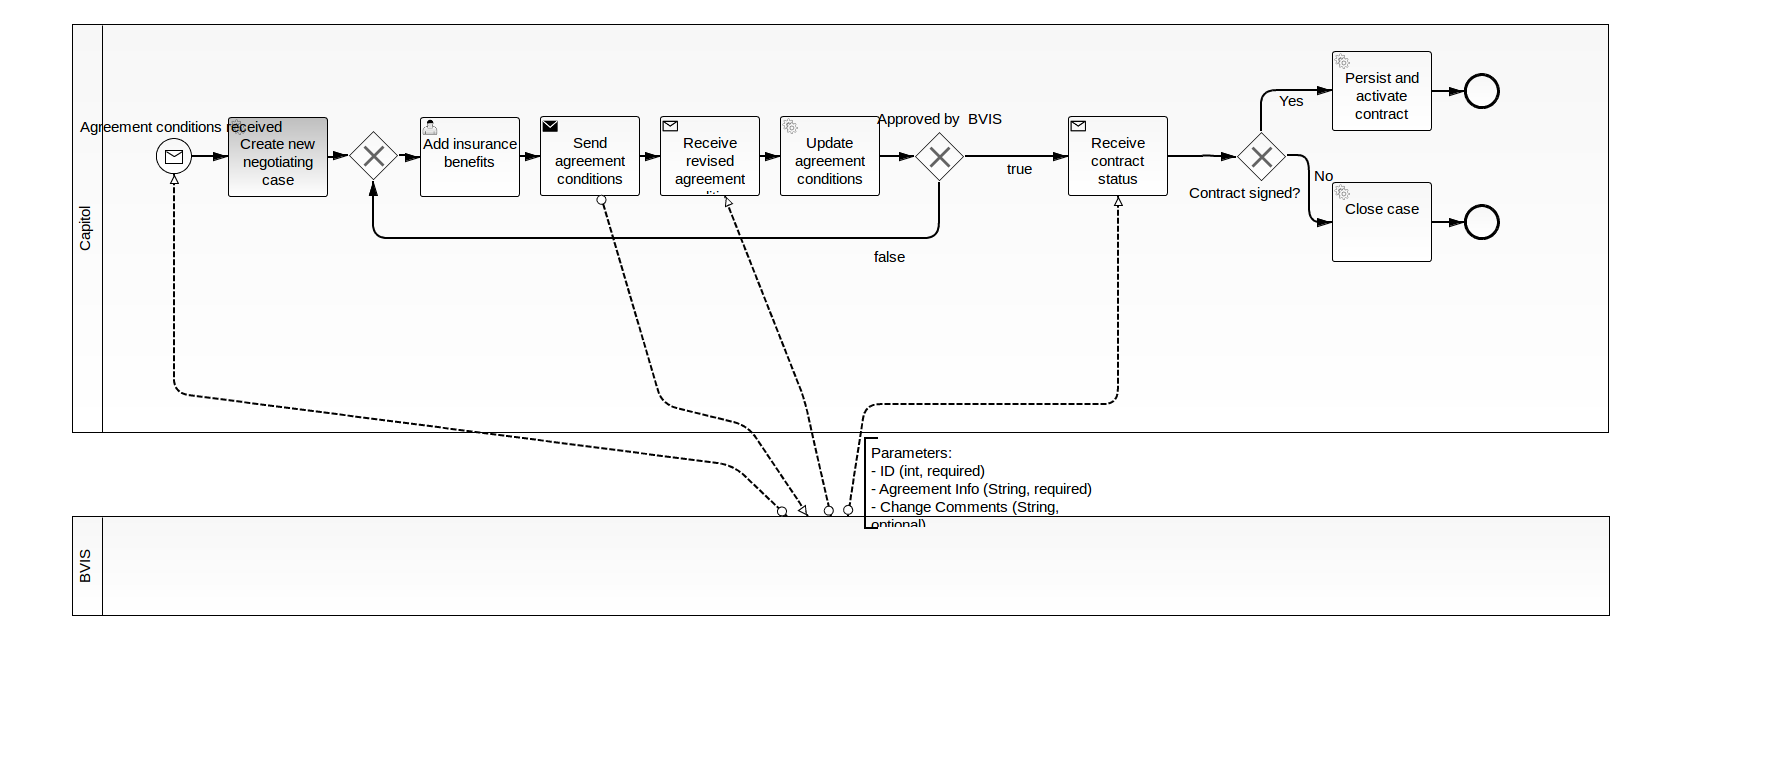 Capitol
Agreement conditions received
Create new
negotiating
case
Add insurance
benefits
Send
agreement
conditions
Receive
revised
agreement
Update
agreement
conditions
Approved by  BVIS
true
false
Receive
contract
status
Contract signed?
Yes
No
Persist and
activate
contract
Close case
Parameters:
- ID (int, required)
- Agreement Info (String, required)
- Change Comments (String,
optional)
BVIS